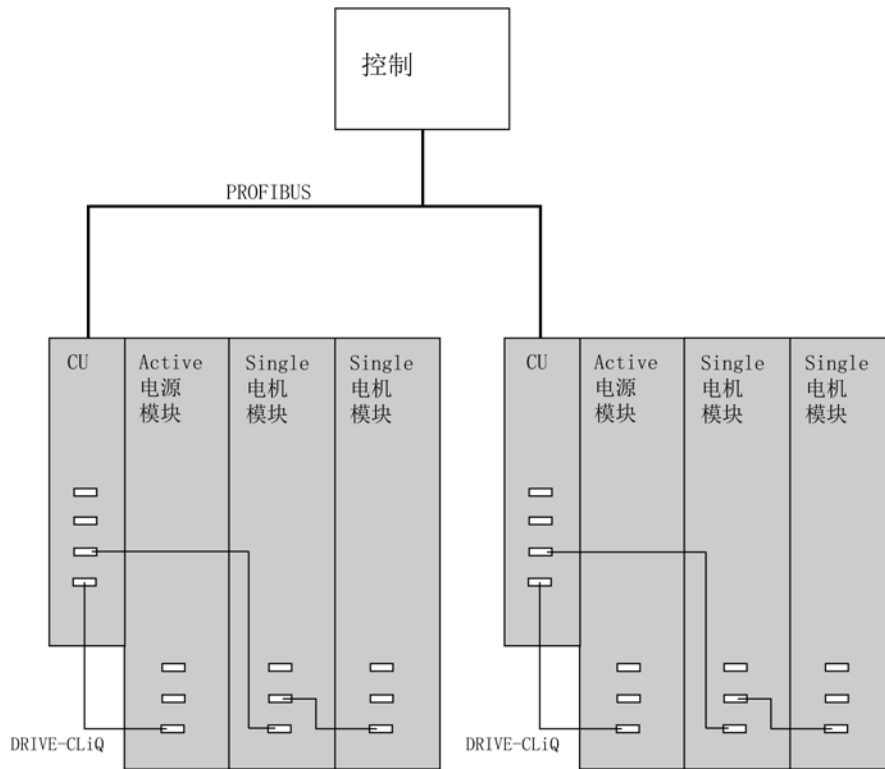 控制
PROFIBUS
CU
Active
电源
模块
Single
电机
模块
Single
电机
模块
CU
Active
电源
模块
Single
电机
模块
Single
电机
模块
DRIVE-CLiQ
DRIVE-CLiQ